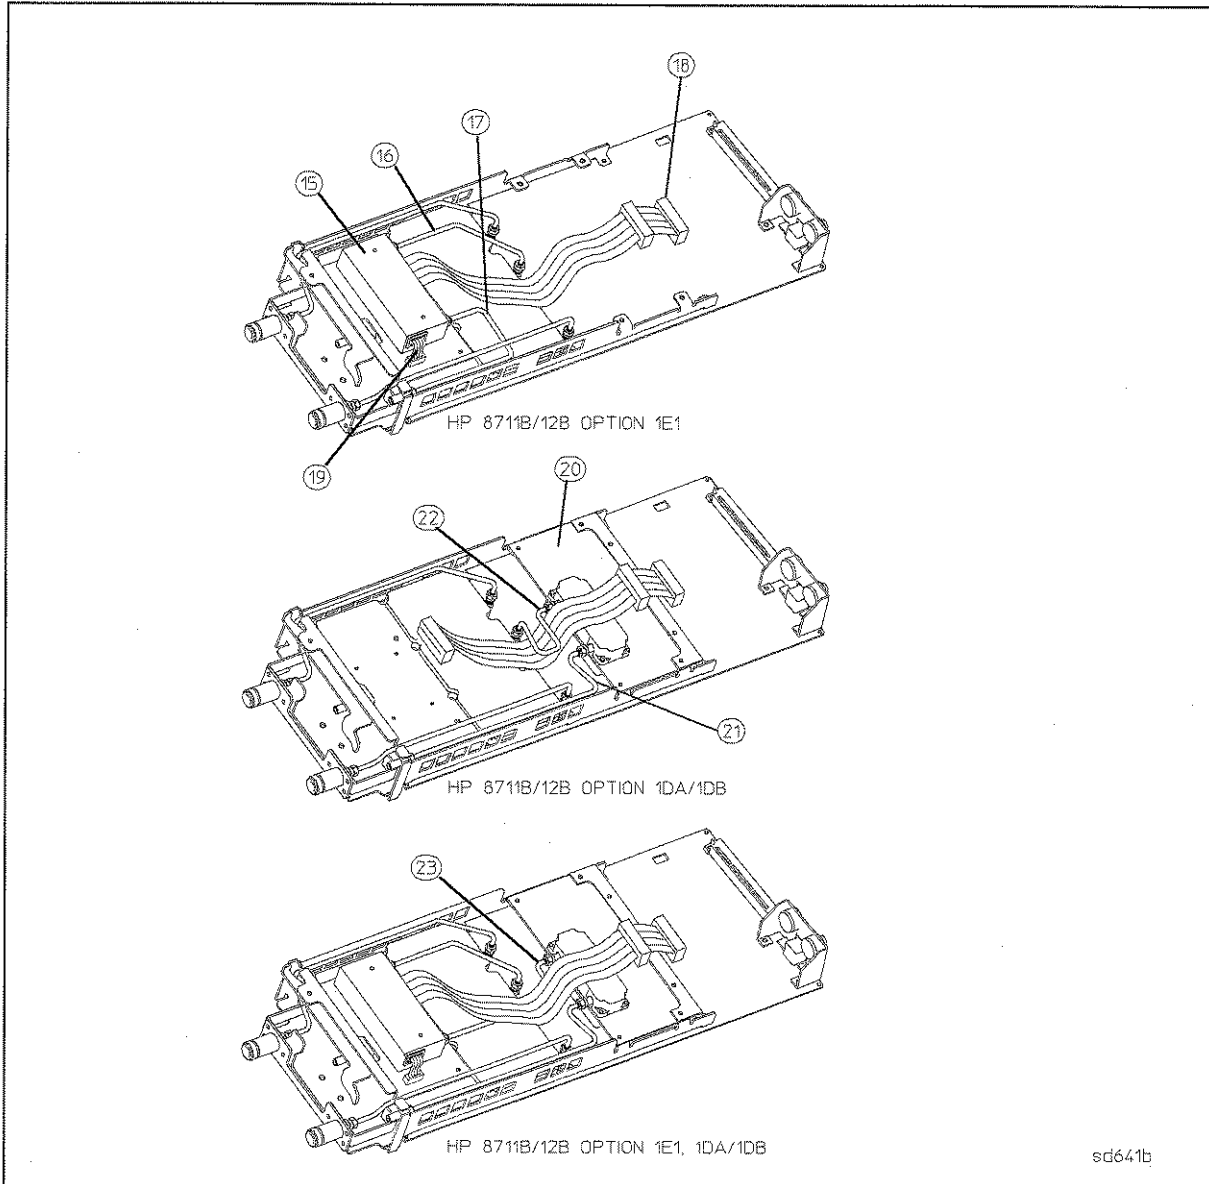 18
17
16
15
HP 8711B/12B OPTION 1E1
19
20
22
21
HP 8711B/12B OPTION 1DA/1DB
23
HP 8711B/12B OPTION 1E1, 1DA/1DB
sd641b